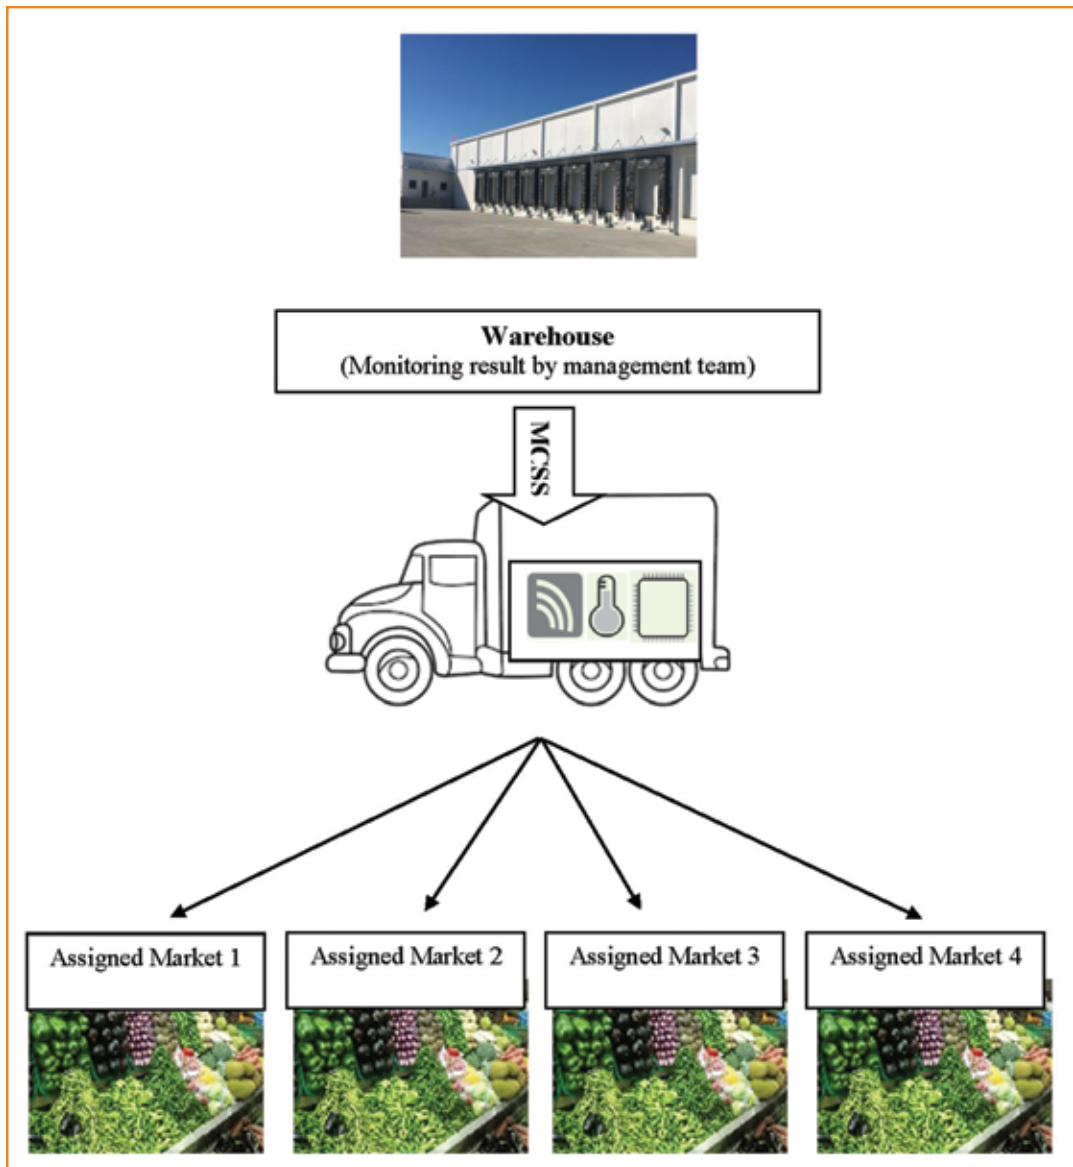 Warehouse
(Monitoring result by management team)
MCSS
Assigned Market 1
Assigned Market 2
Assigned Market 3
Assigned Market 4